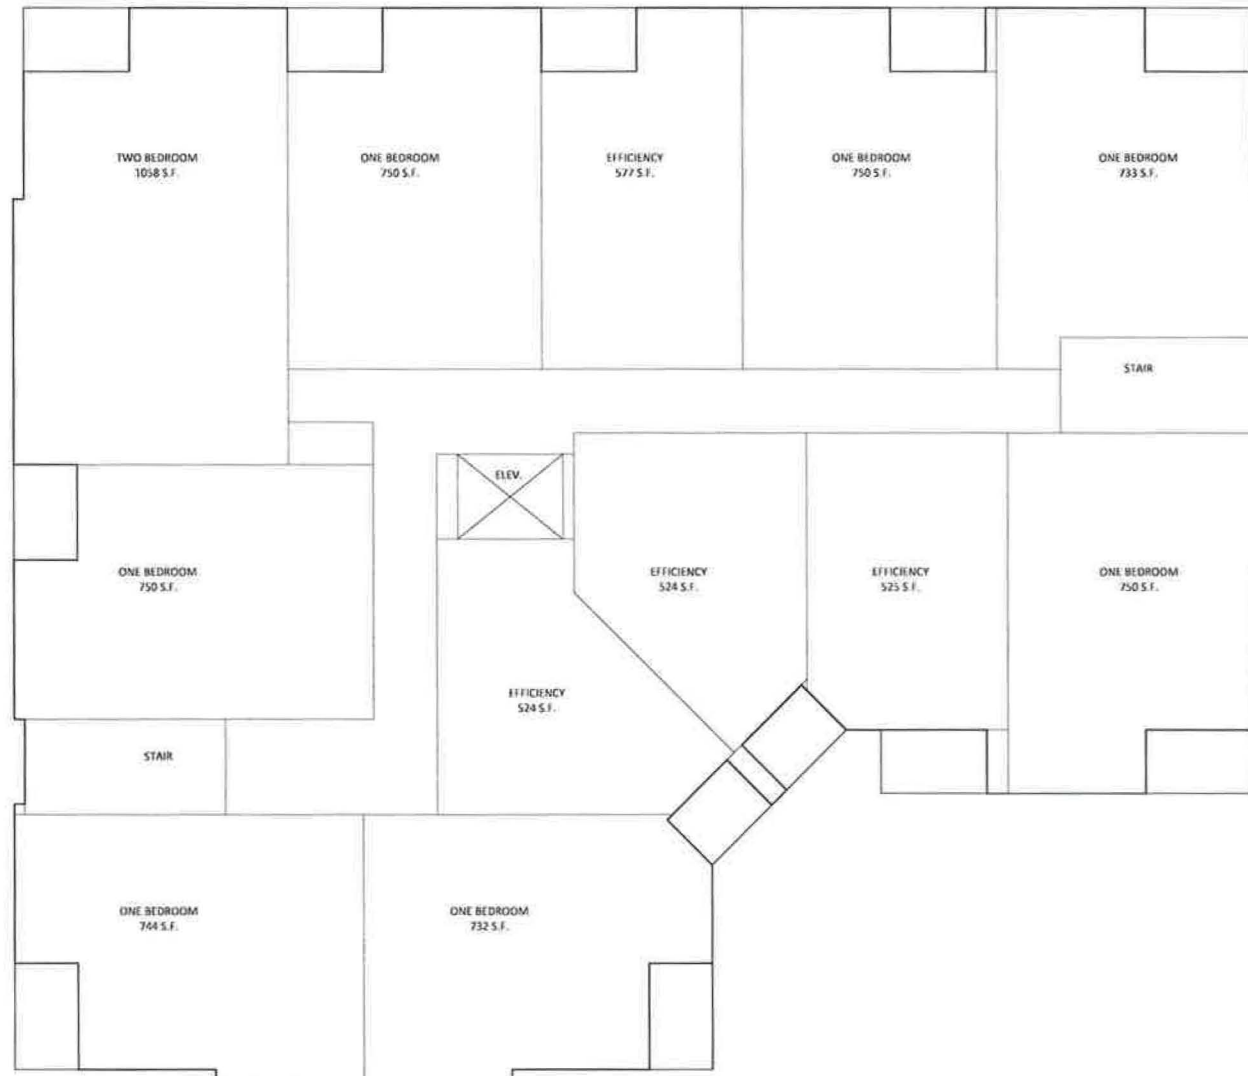 TWO BEDROOM
1058 S.F.
ONE BEDROOM
750 S.F.
EFFICIENCY
577 S.F.
ONE BEDROOM
750 S.F.
ONE BEDROOM
733 S.F.
STAIR
ELEV.
ONE BEDROOM
750 S.F.
EFFICIENCY
524 S.F.
EFFICIENCY
525 S.F.
ONE BEDROOM
750 S.F.
EFFICIENCY
524 S.F.
STAIR
ONE BEDROOM
744 S.F.
ONE BEDROOM
732 S.F.